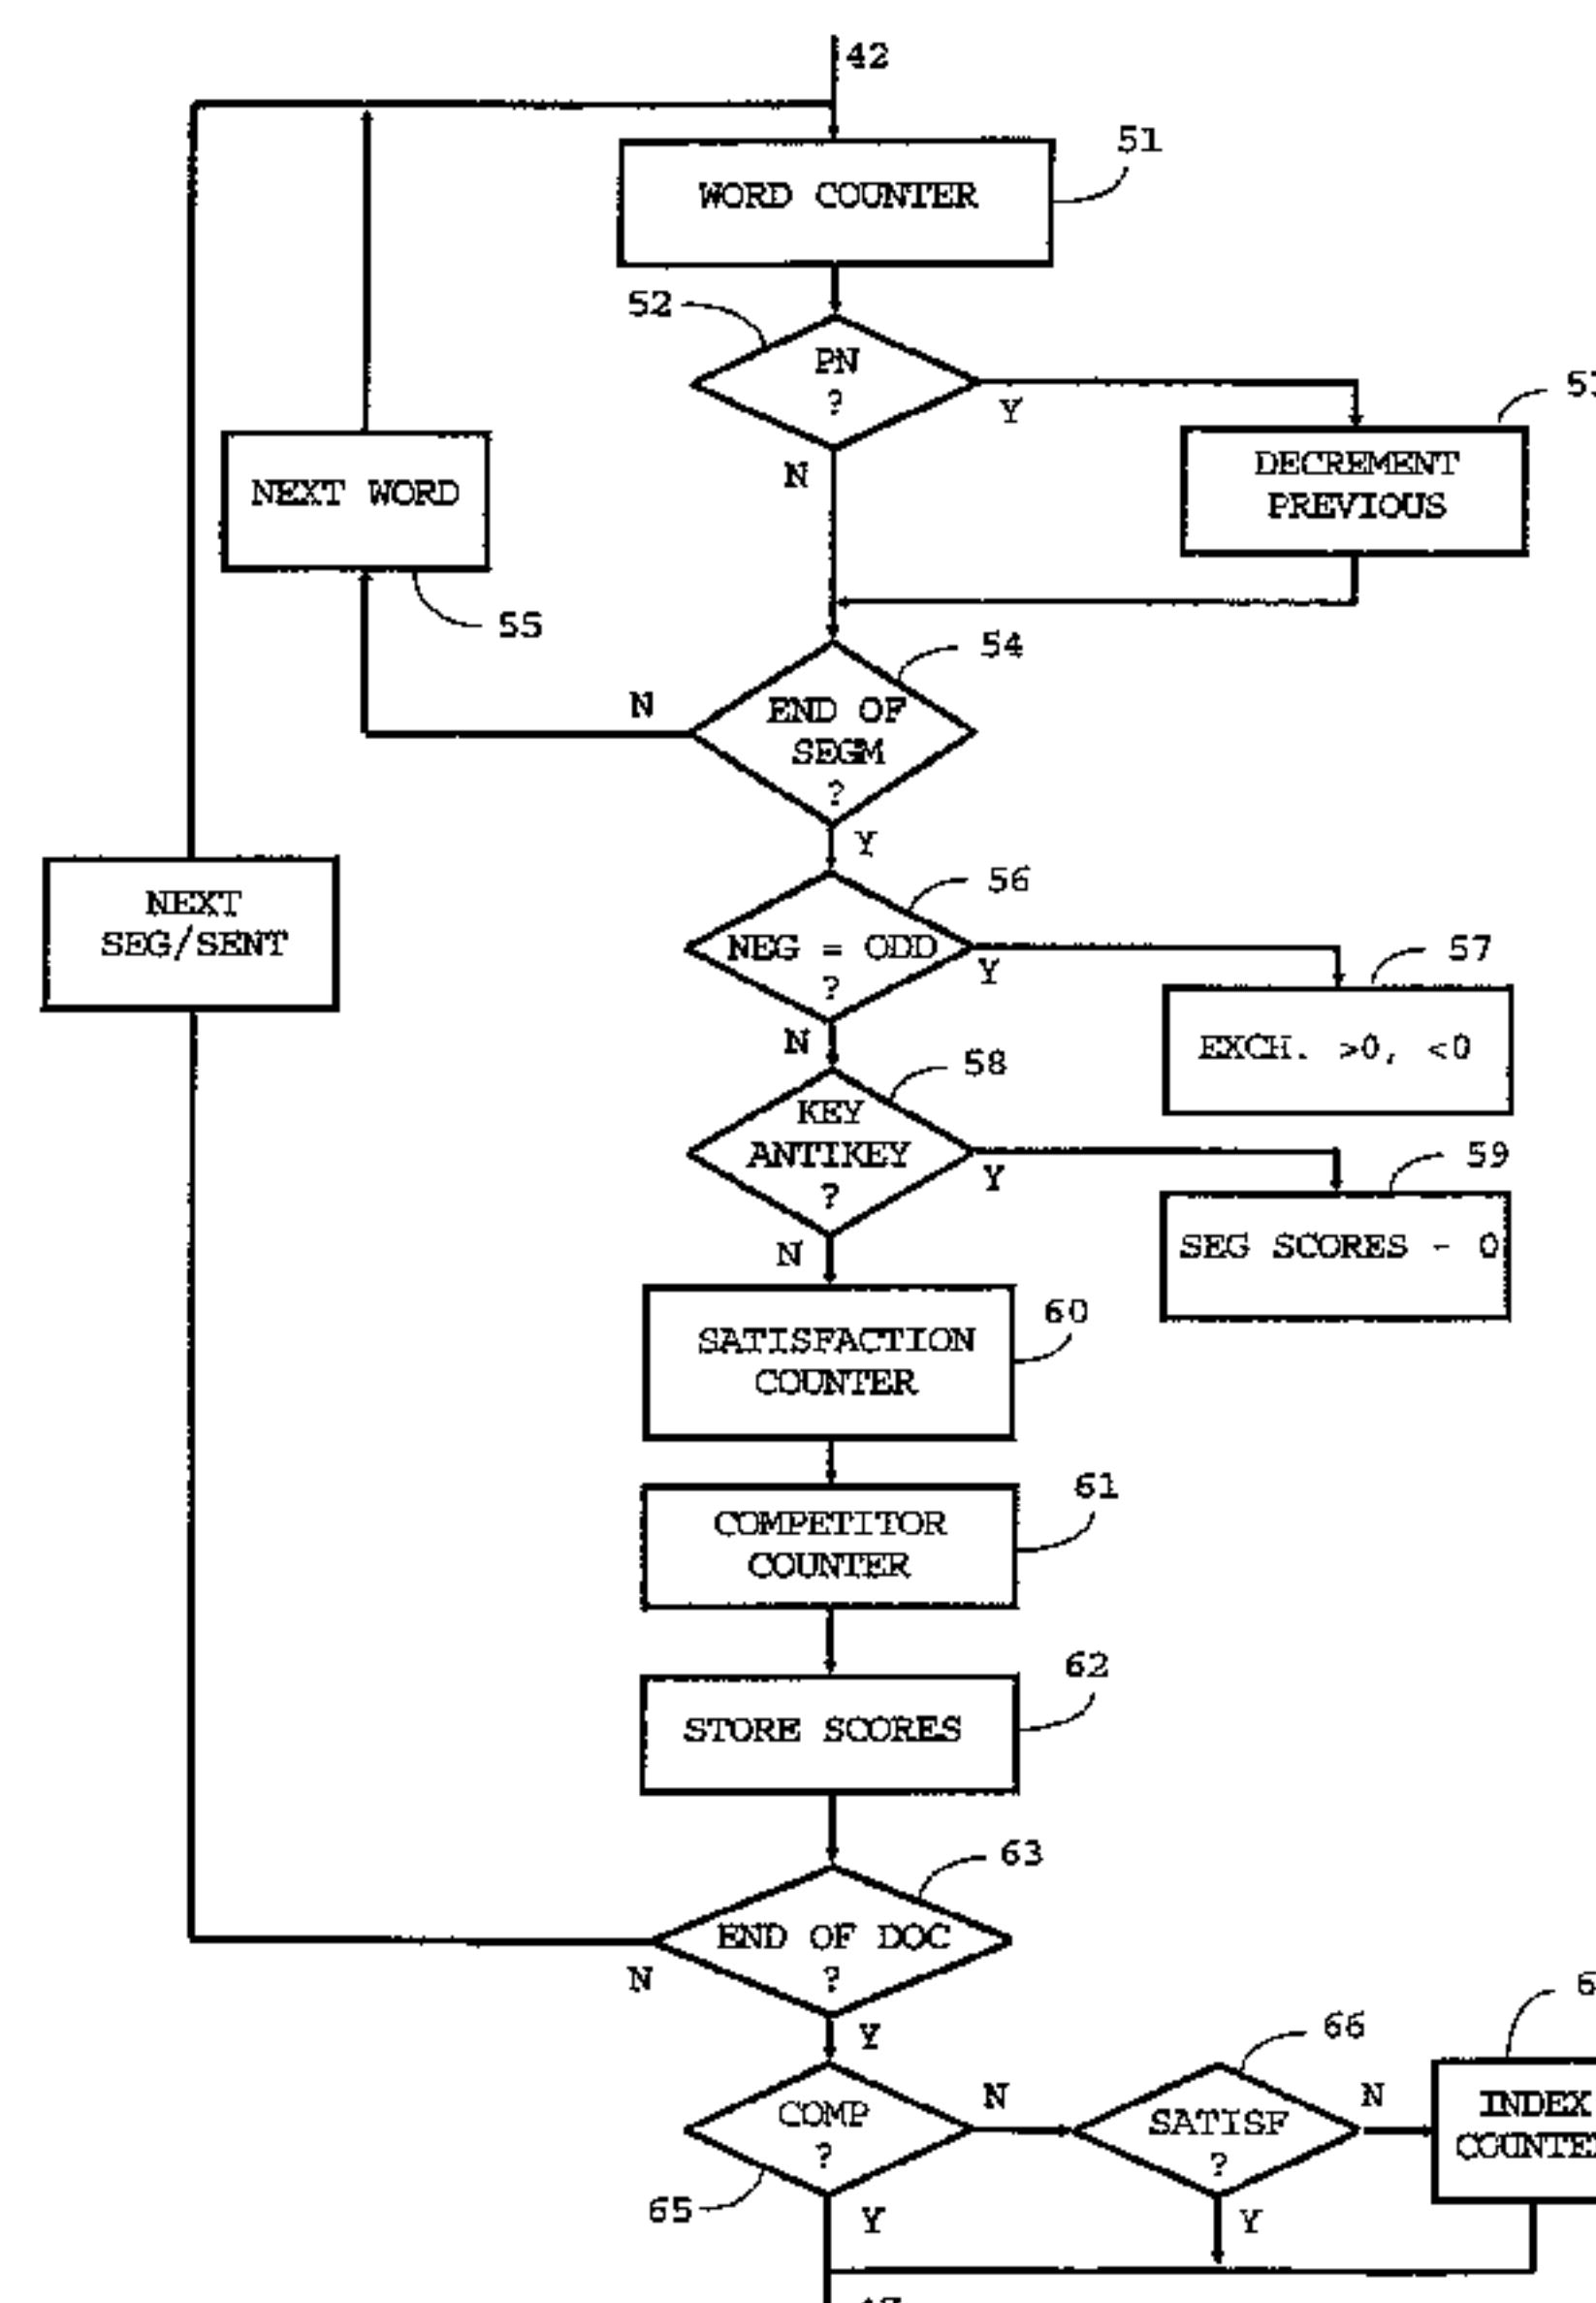 42
WORD COUNTER
51
52
PN
?
Y
N
DECREMENT
PREVIOUS
NEXT WORD
55
54
N
END OF
SEGM
?
Y
NEXT
SEG/SENT
56
NEG = ODD
?
Y
N
57
EXCH. >0, <0
58
KEY
ANTIKEY
?
Y
N
59
SEG SCORES - 0
60
SATISFACTION
COUNTER
61
COMPETITOR
COUNTER
62
STORE SCORES
63
END OF DOC
?
N
Y
COMP
?
65
N
Y
66
SATISF
?
N
Y
INDEX